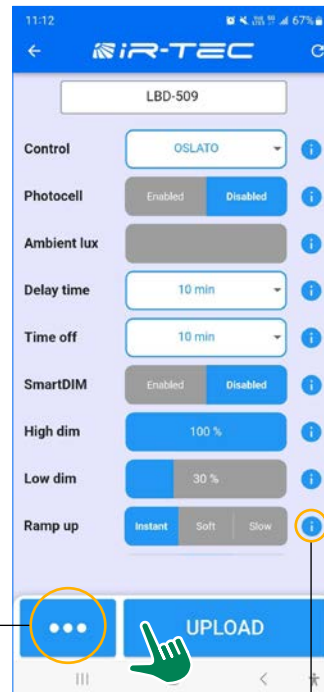 11:12 67%
iR-TEC
LBD-509
Control OSLATO
Photocell Enabled Disabled
Ambient lux
Delay time 10 min
Time off 10 min
SmartDIM Enabled Disabled
High dim 100 %
Low dim 30 %
Ramp up Instant Soft Slow
UPLOAD